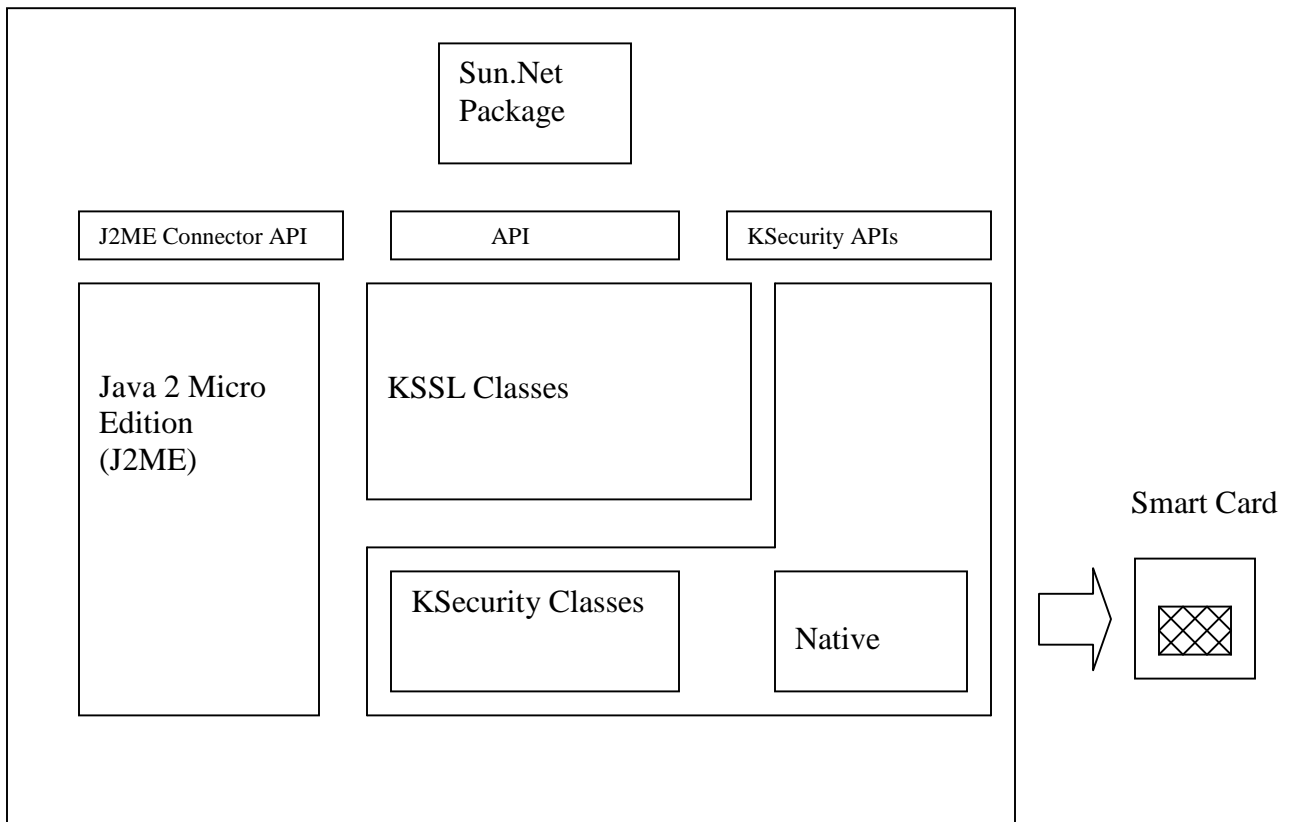 Sun.Net
Package
J2ME Connector API
API
KSecurity APIs
Java 2 Micro
Edition
(J2ME)
KSSL Classes
Smart Card
KSecurity Classes
Native